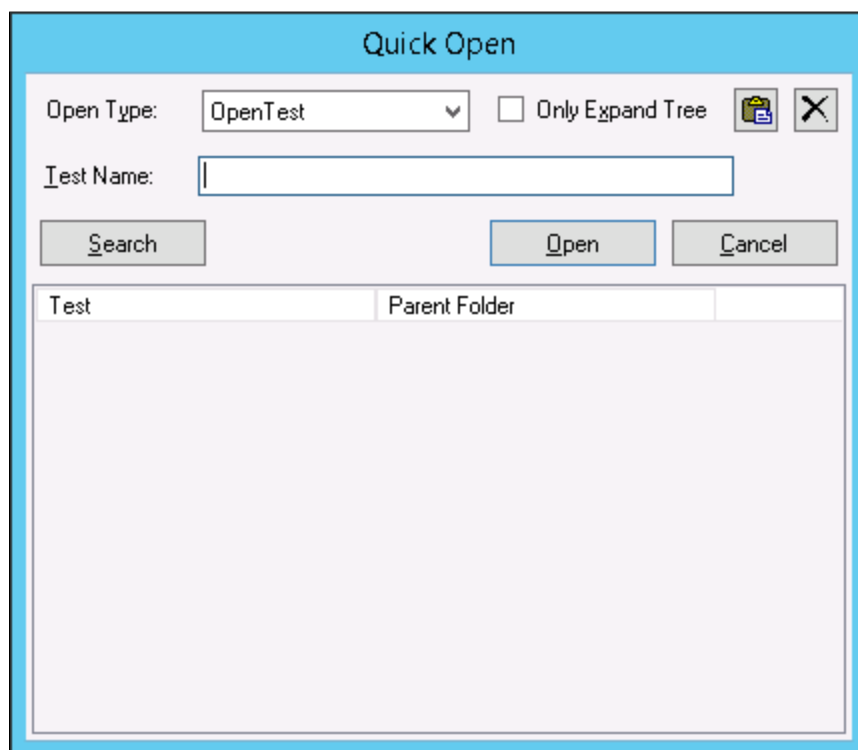 Quick Open
Open Type: OpenTest Only Expand Tree
Test Name:
Search Open Cancel
Test Parent Folder